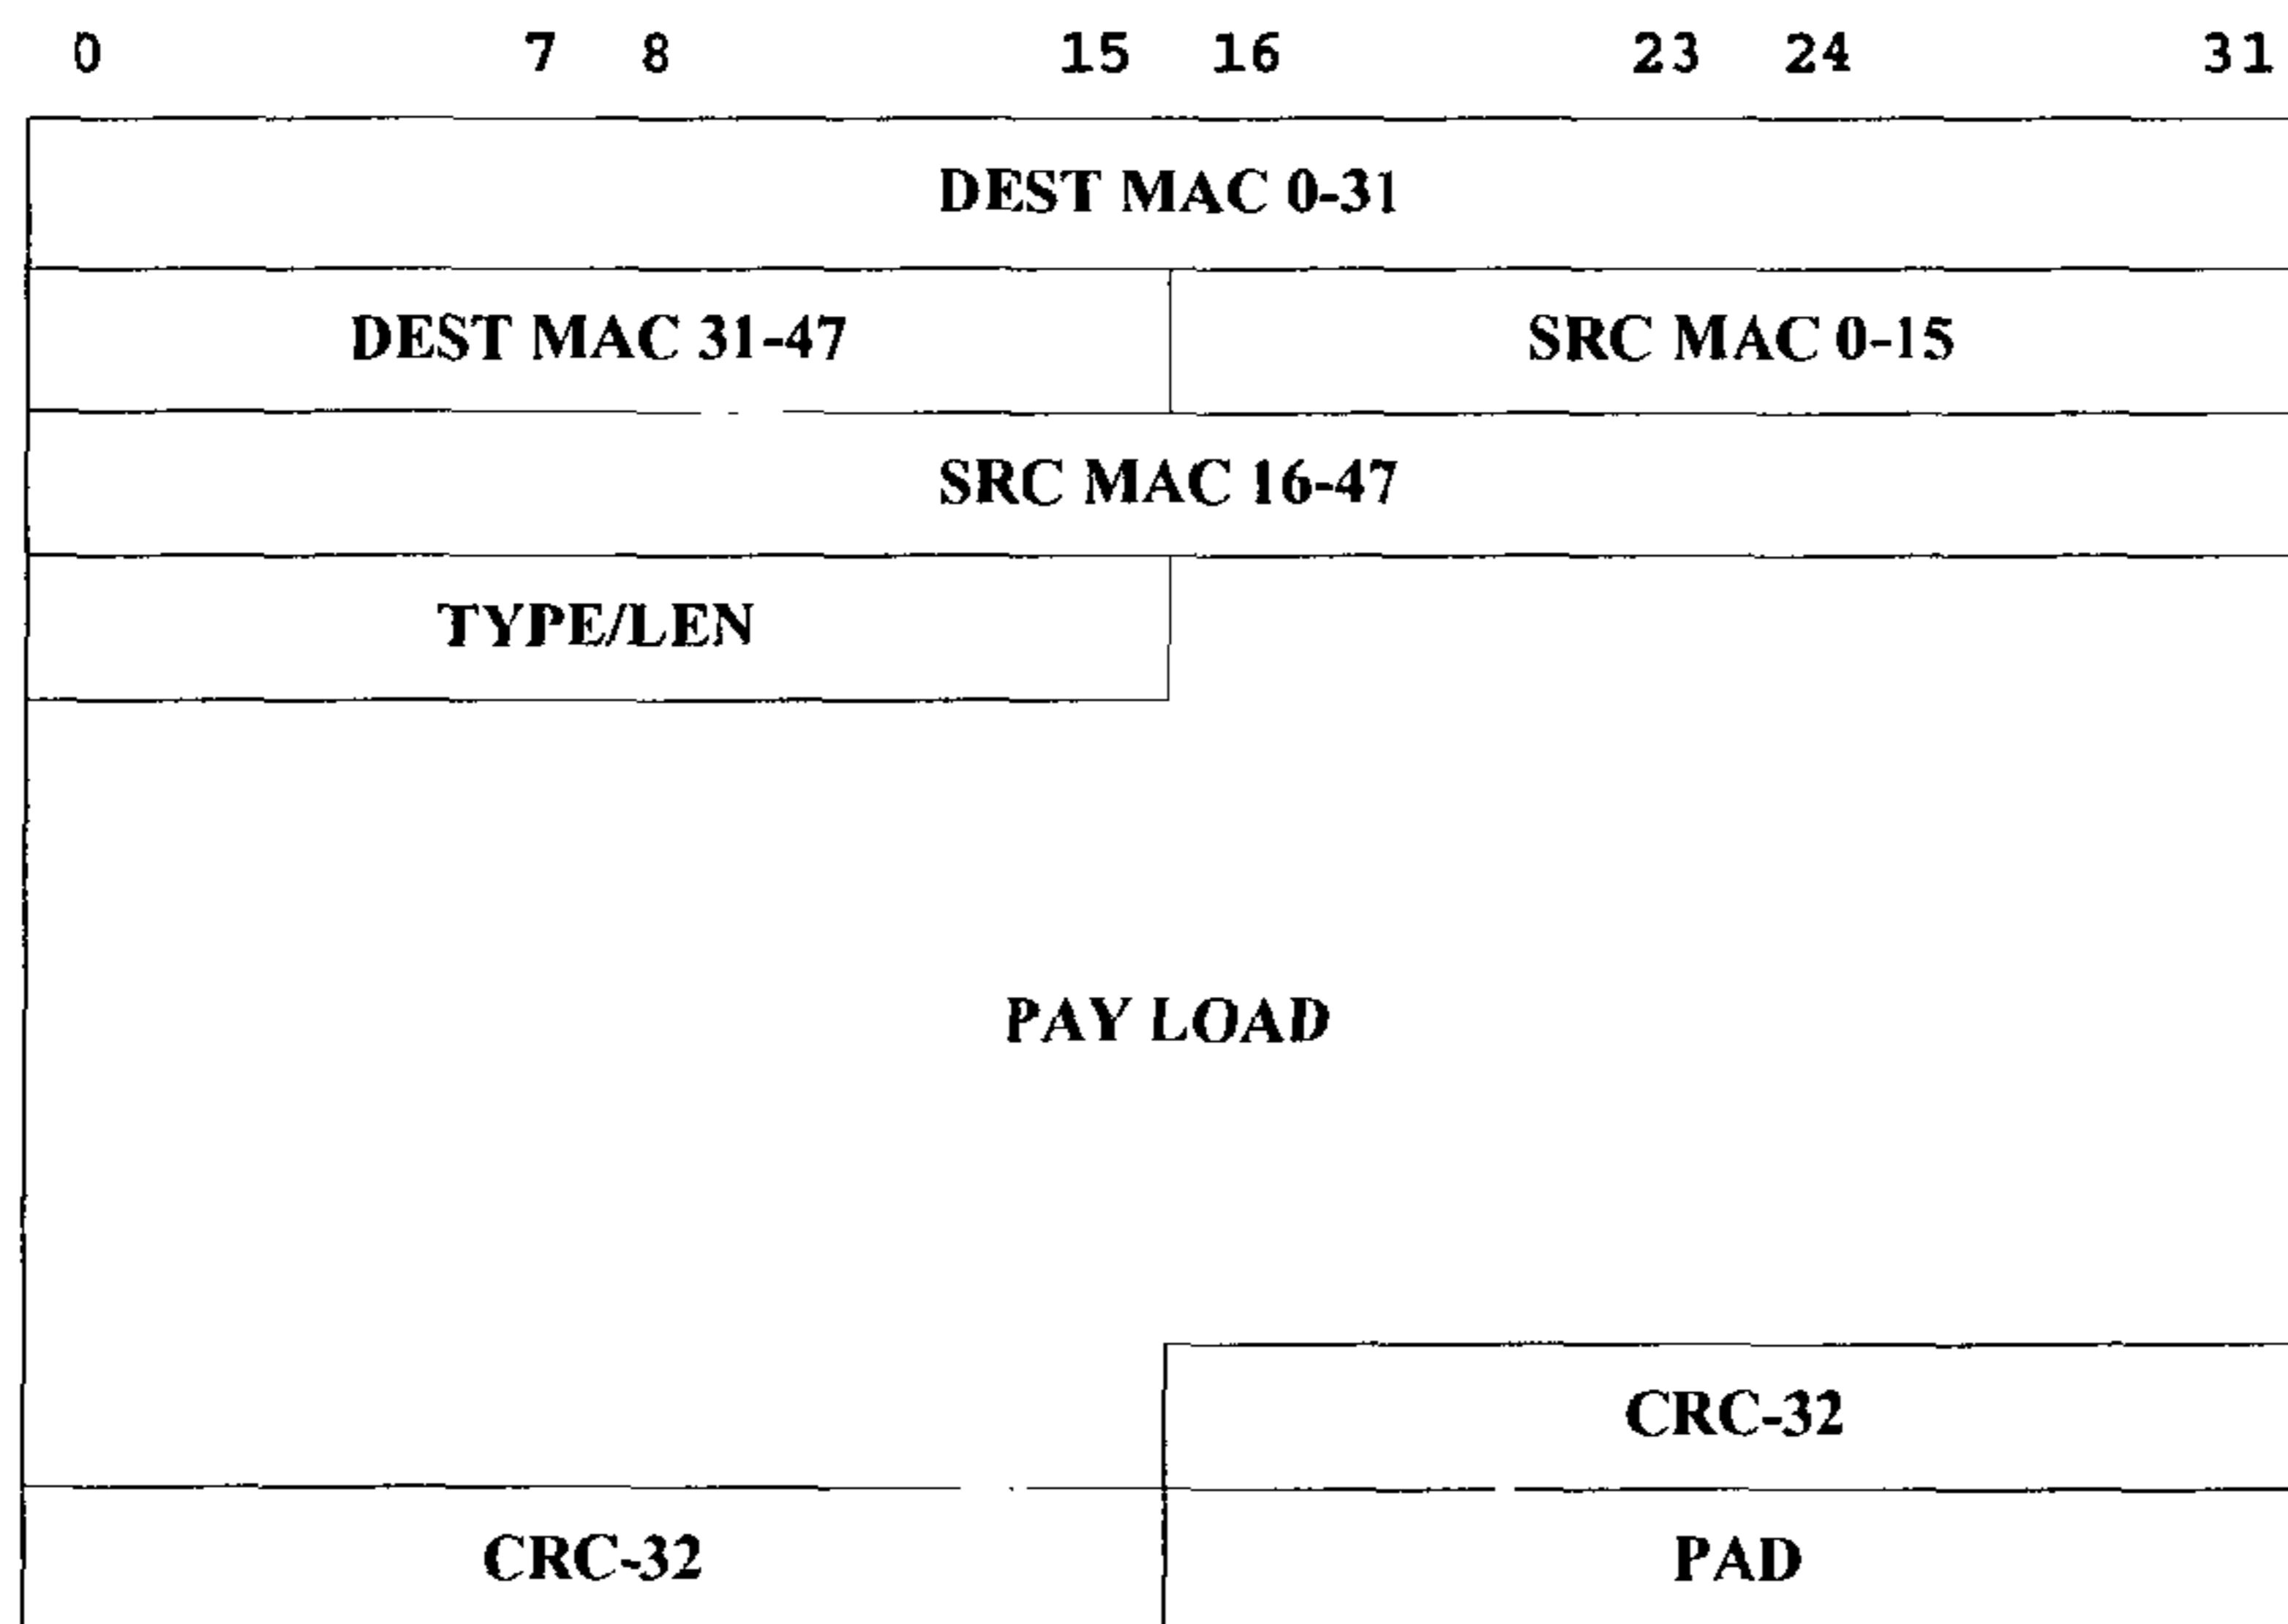 0 7 8 15 16 23 24 31
DEST MAC 0-31
DEST MAC 31-47 SRC MAC 0-15
SRC MAC 16-47
TYPE/LEN
PAY LOAD
CRC-32
CRC-32 PAD